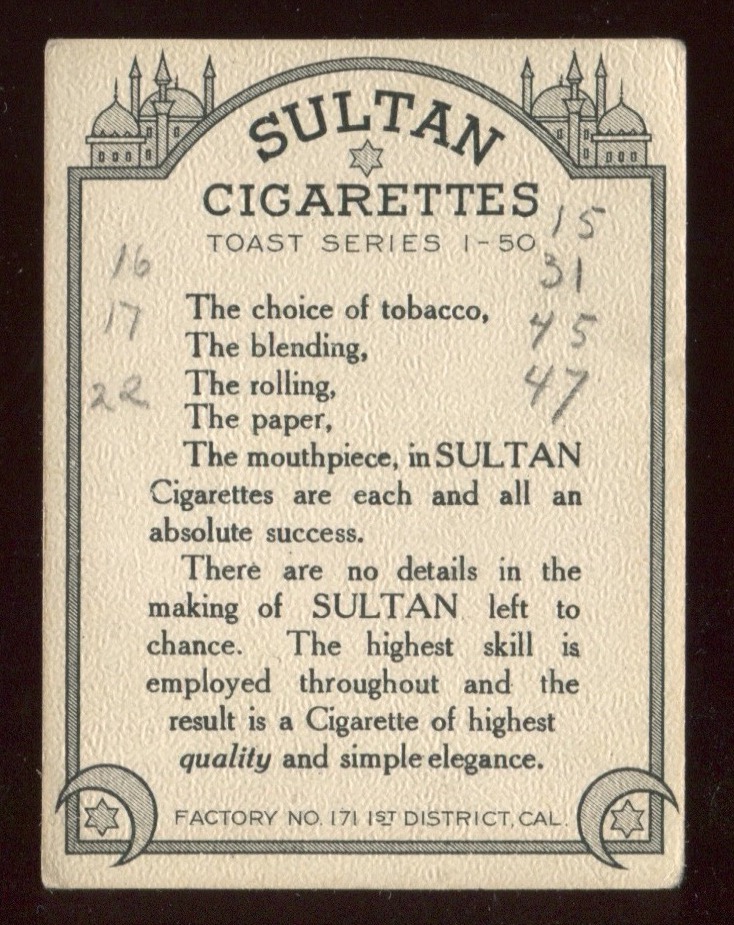 SULTAN
CIGARETTES
TOAST SERIES 1-50
15
16
31
The choice of tobacco,
17
45
The blending,
22
47
The rolling,
The paper,
The mouthpiece, in SULTAN
Cigarettes are each and all an
absolute success.
There are no details in the
making of SULTAN left to
chance. The highest skill is
employed throughout and the
result is a Cigarette of highest
quality and simple elegance.
FACTORY NO. 171 1ST DISTRICT, CAL.